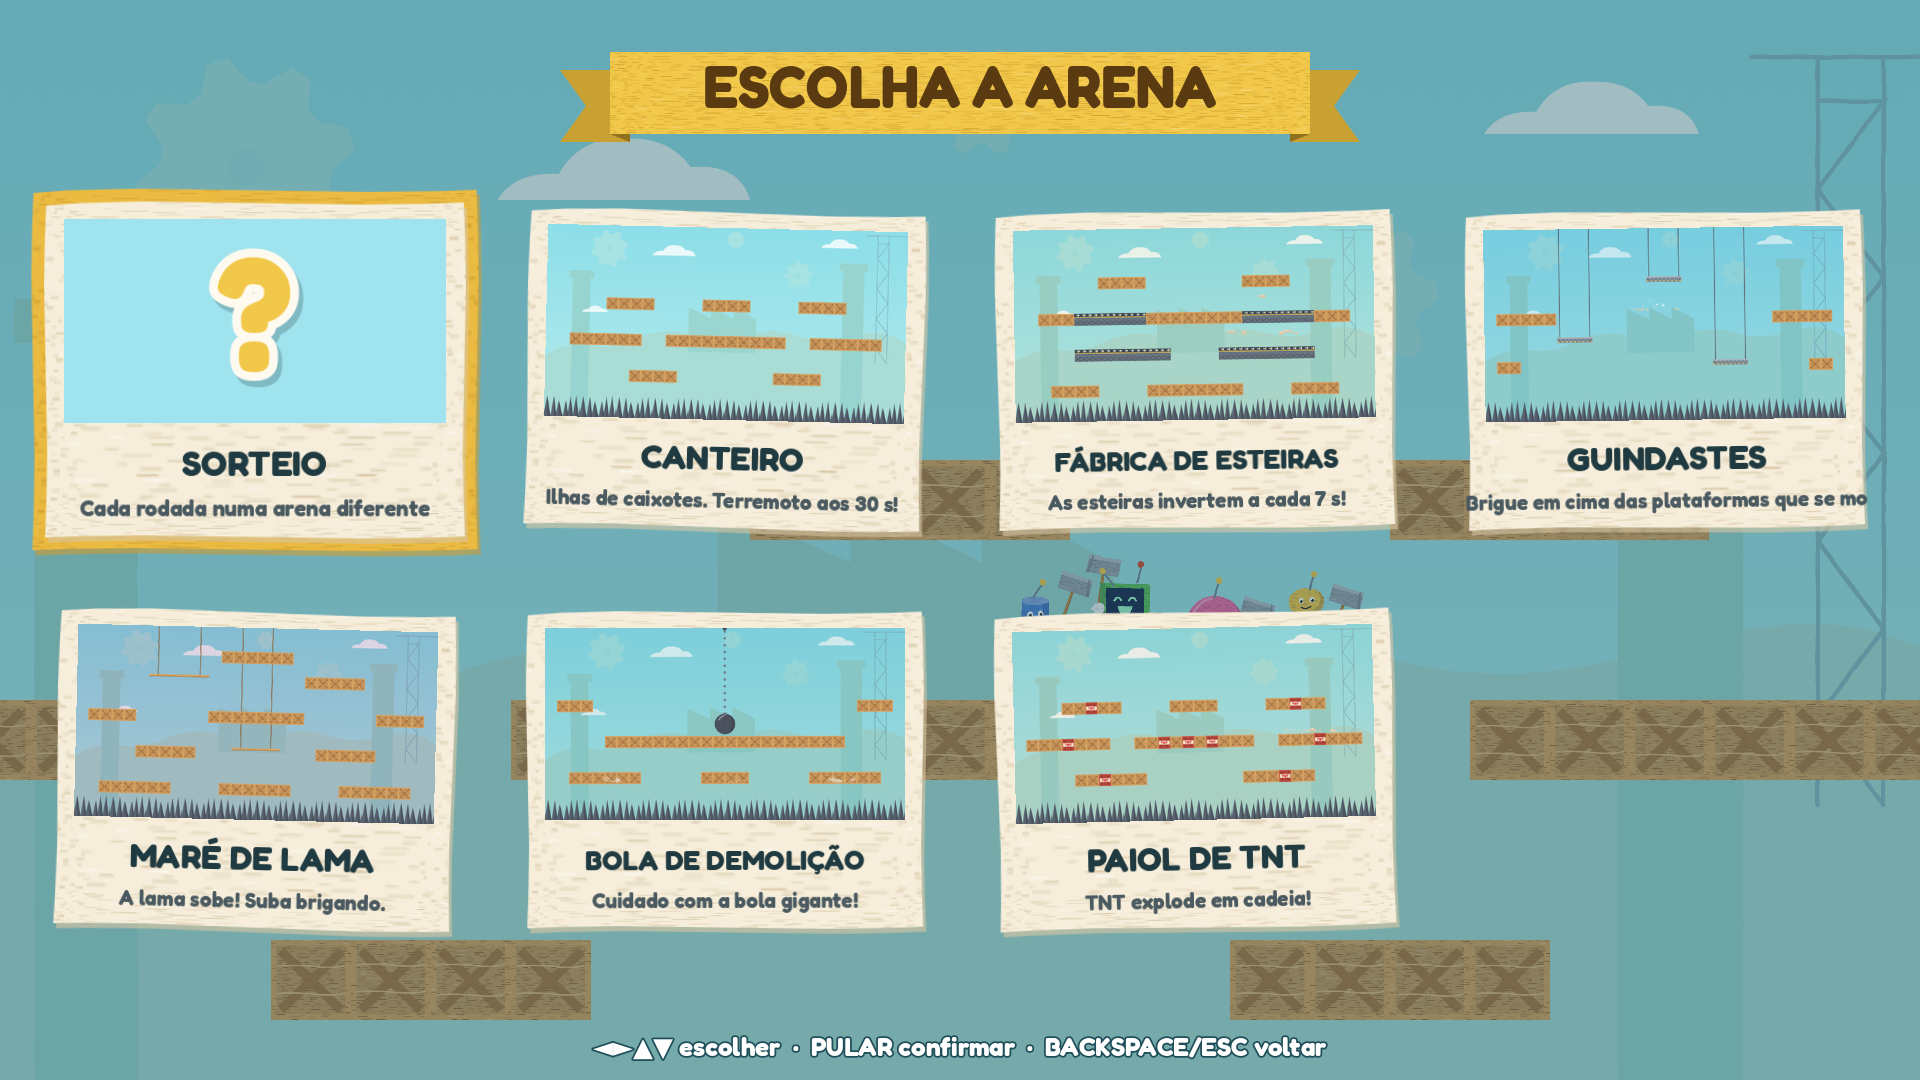 ESCOLHA A ARENA
SORTEIO
Cada rodada numa arena diferente
CANTEIRO
Ilhas de caixotes. Terremoto aos 30 s!
FÁBRICA DE ESTEIRAS
As esteiras invertem a cada 7 s!
GUINDASTES
Brigue em cima das plataformas que se mo
MARÉ DE LAMA
A lama sobe! Suba brigando.
BOLA DE DEMOLIÇÃO
Cuidado com a bola gigante!
PAIOL DE TNT
TNT explode em cadeia!
escolher · PULAR confirmar · BACKSPACE/ESC voltar